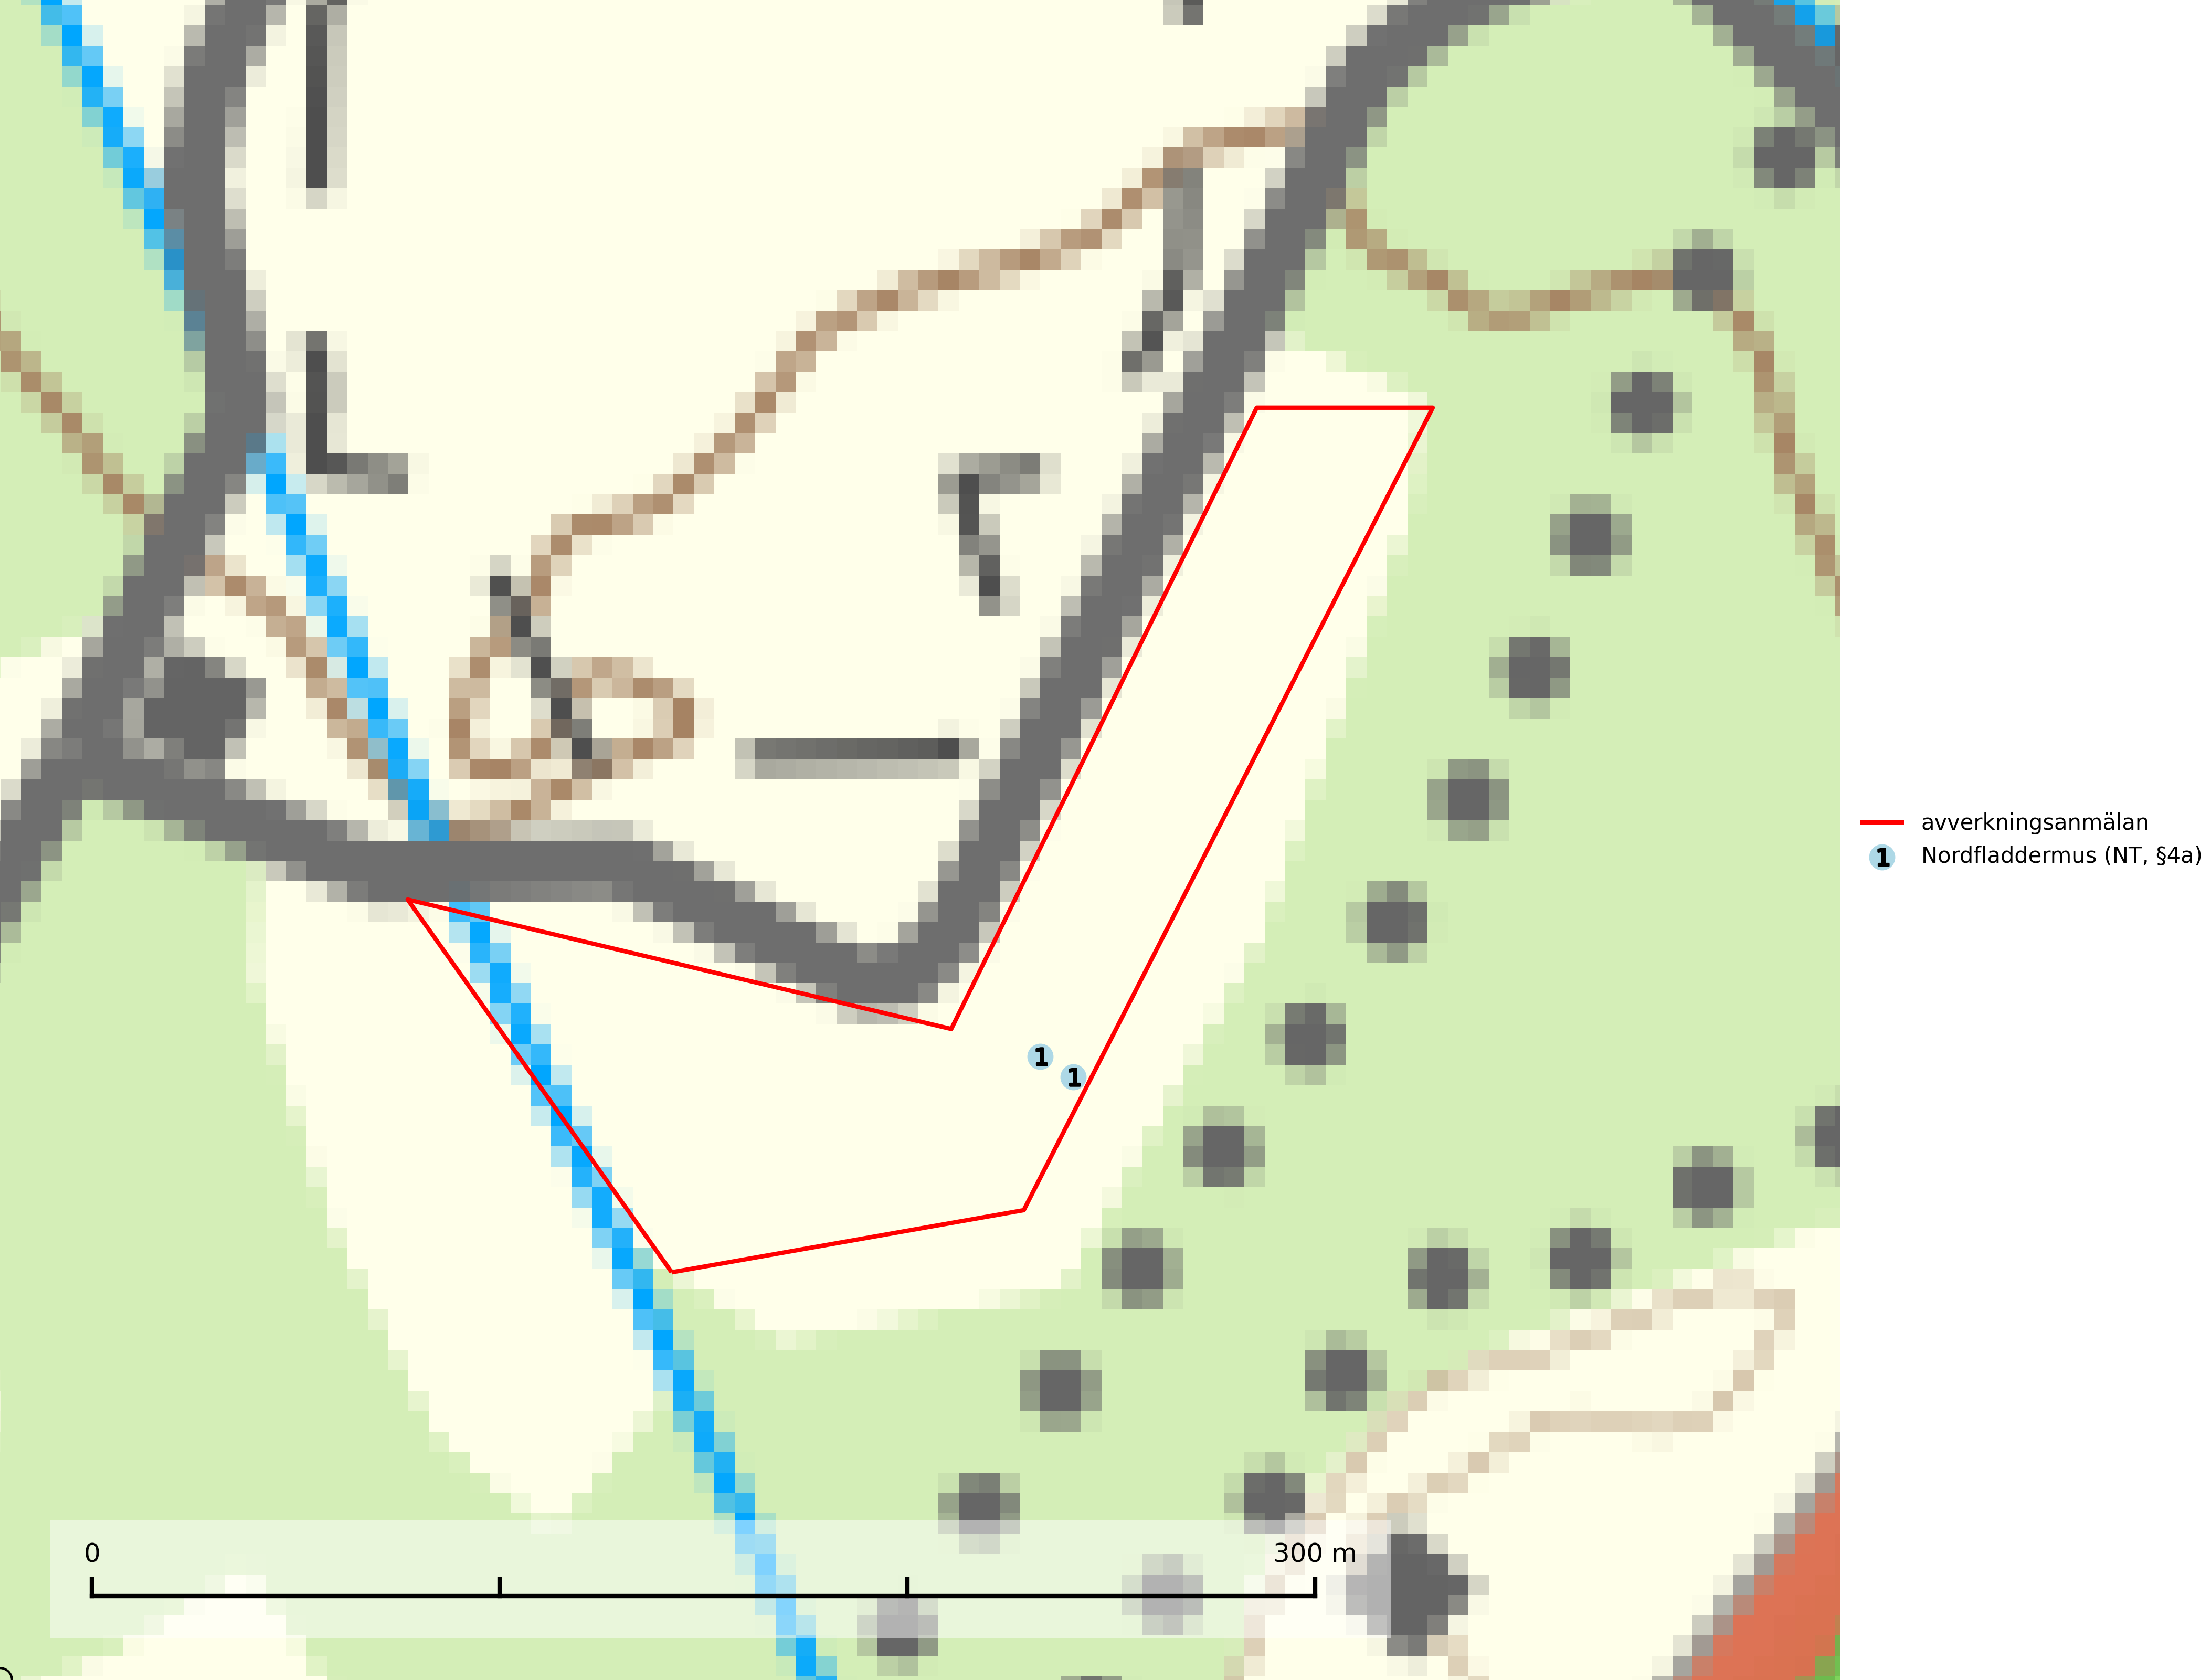 avverkningsanmälan
1 Nordfladdermus (NT, §4a)
1
1
0 300 m